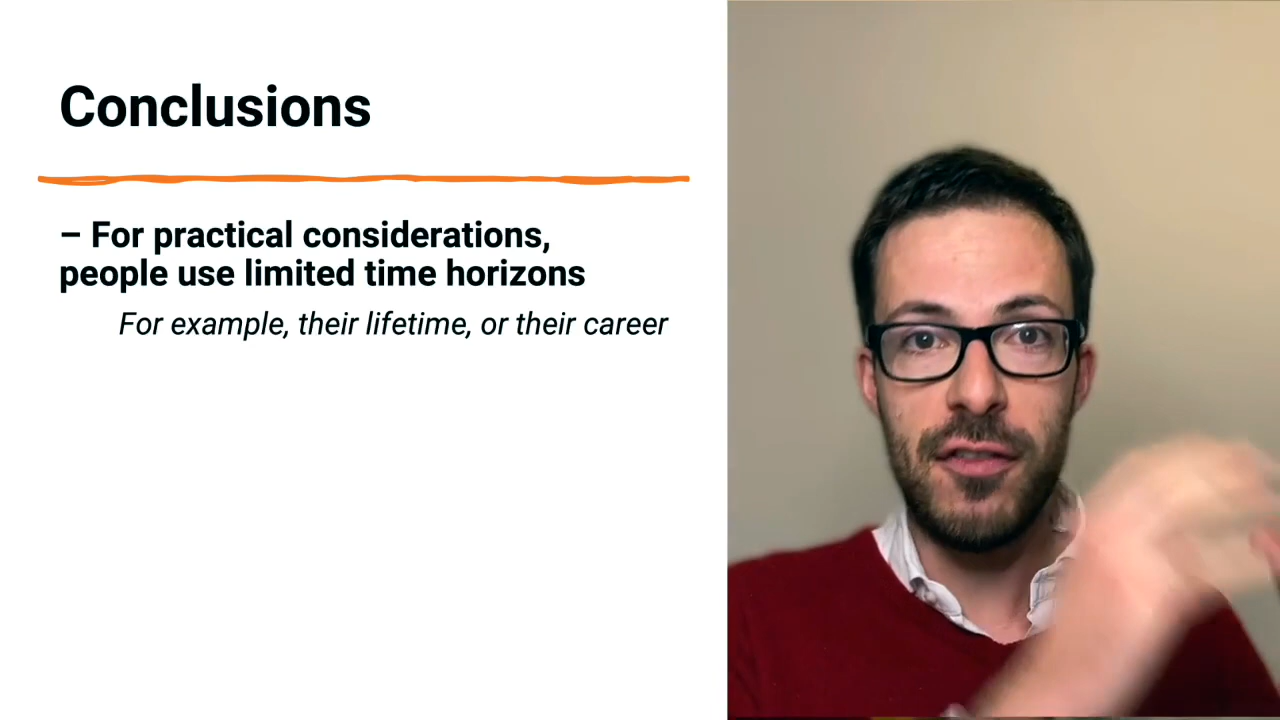 Conclusions
– For practical considerations,
people use limited time horizons
For example, their lifetime, or their career